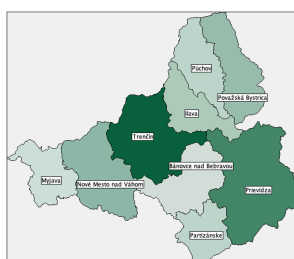 Púchov
Považská Bystrica
Ilava
Trenčín
Bánovce nad Bebravou
Myjava
Nové Mesto nad Váhom
Prievidza
Partizánske